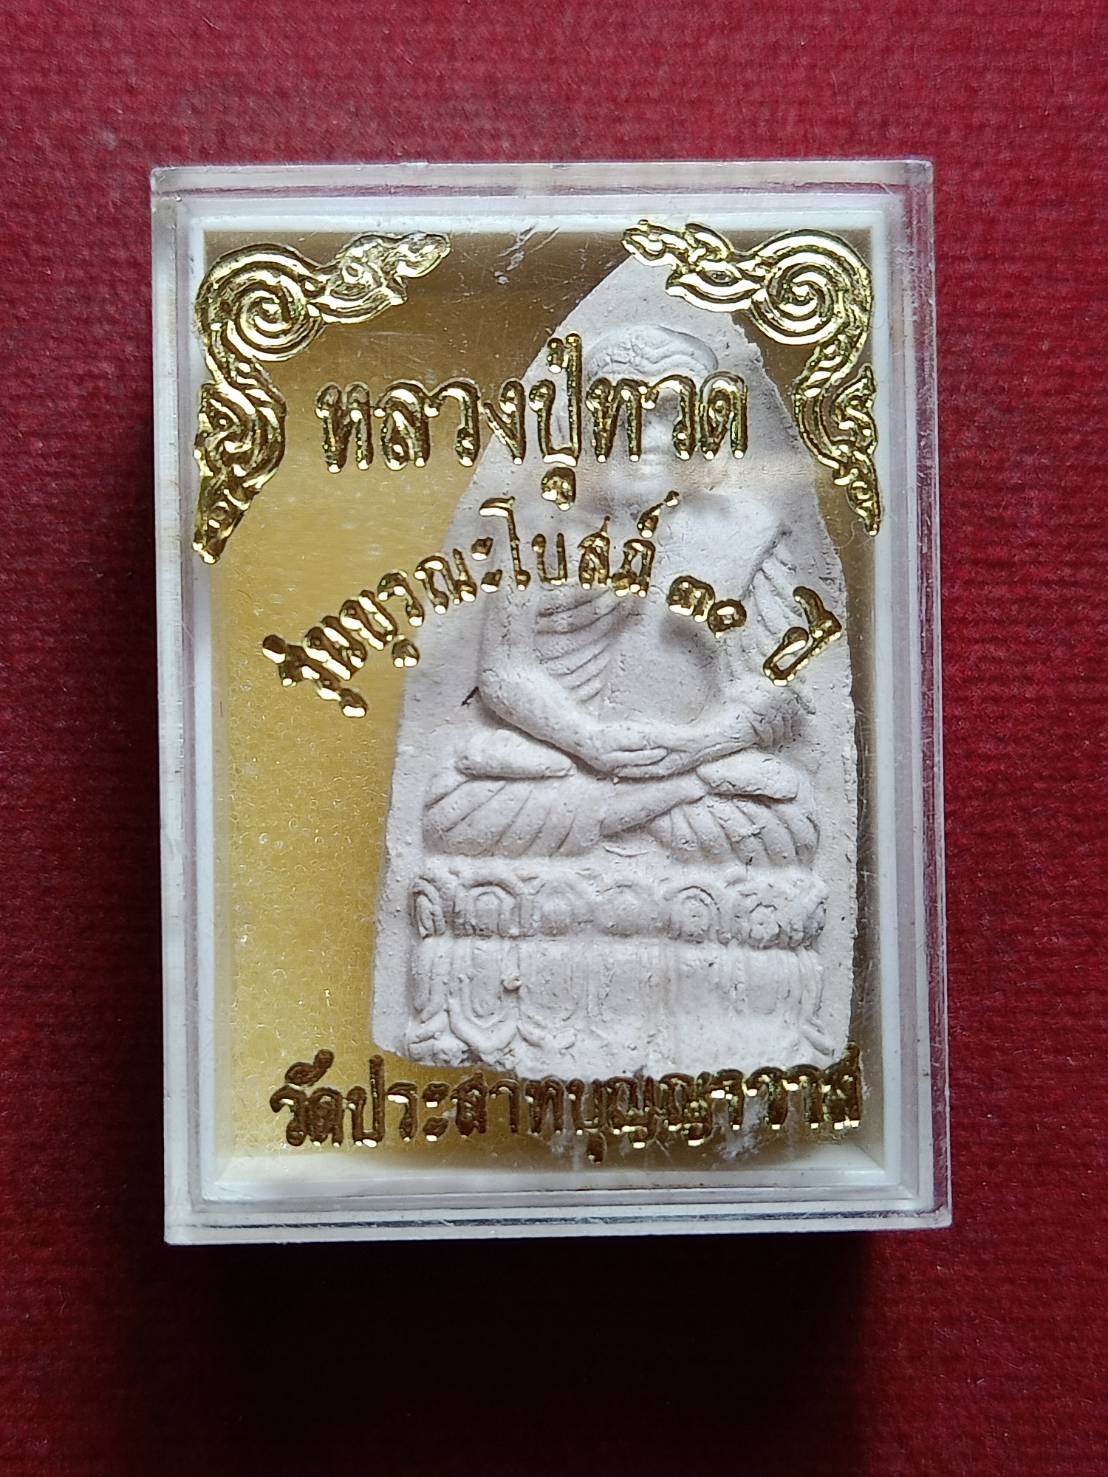 หลวงปู่ทวด
รุ่นบูรณะโบสถ์ ๓๐ ปี
วัดประสาทบุญญาวาส